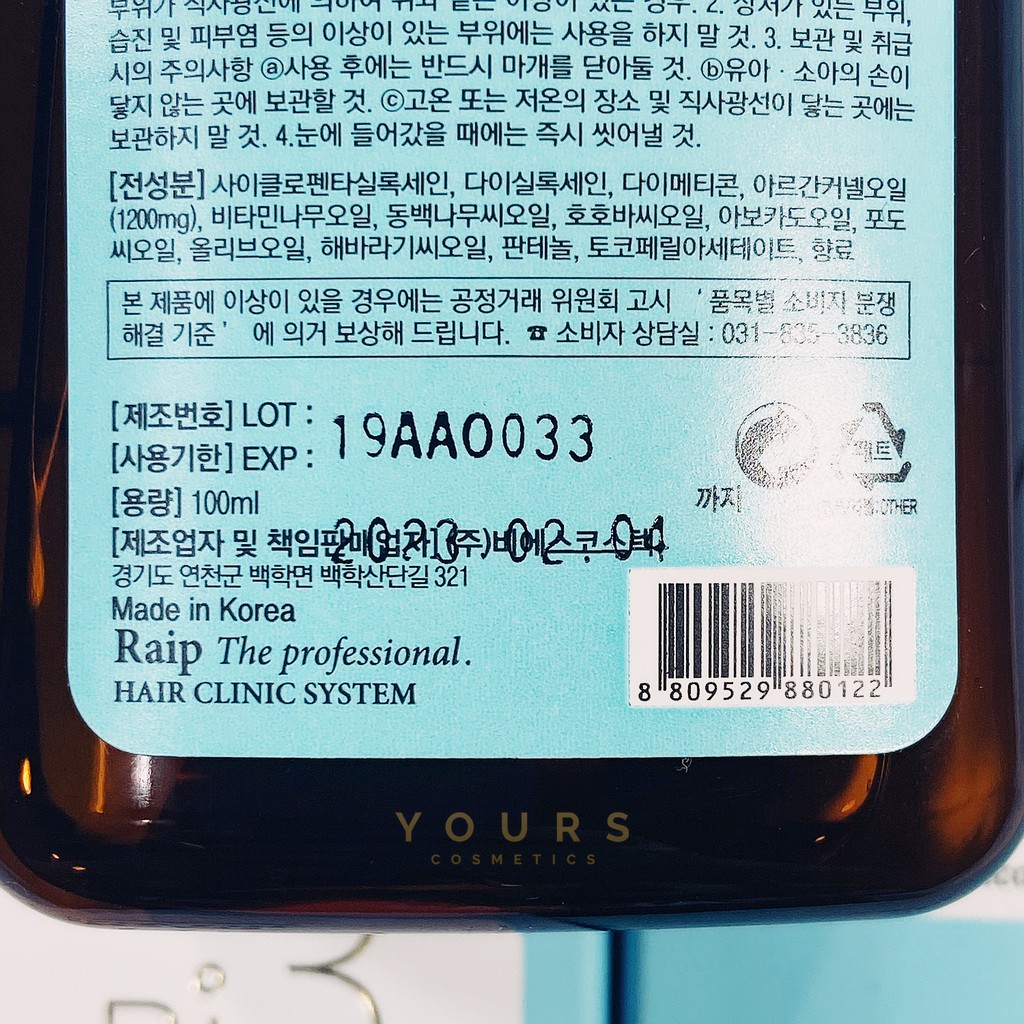 부위가 직사광선에 의하여 위와 같은 이상이 있는 경우. 2. 상처가 있는 부위,
습진 및 피부염 등의 이상이 있는 부위에는 사용을 하지 말 것. 3. 보관 및 취급
시의 주의사항 ⓐ사용 후에는 반드시 마개를 닫아둘 것. ⓑ유아 · 소아의 손이
닿지 않는 곳에 보관할 것. ⓒ고온 또는 저온의 장소 및 직사광선이 닿는 곳에는
보관하지 말 것. 4.눈에 들어갔을 때에는 즉시 씻어낼 것.
[전성분] 사이클로펜타실록세인, 다이실록세인, 다이메티콘, 아르간커넬오일
(1200mg), 비타민나무오일, 동백나무씨오일, 호호바씨오일, 아보카도오일, 포도
씨오일, 올리브오일, 해바라기씨오일, 판테놀, 토코페릴아세테이트, 향료
본 제품에 이상이 있을 경우에는 공정거래 위원회 고시 ' 품목별 소비자 분쟁
해결 기준 ' 에 의거 보상해 드립니다. ☎ 소비자 상담실 : 031-835-3836
[제조번호] LOT : 19AA0033
[사용기한] EXP :
까지
페트
OTHER
[용량] 100ml
2023. 02. 04
[제조업자 및 책임판매업자] (주)비에스코스텍
경기도 연천군 백학면 백학산단길 321
Made in Korea
Raip The professional.
HAIR CLINIC SYSTEM
8 809529 880122
YOURS
COSMETICS